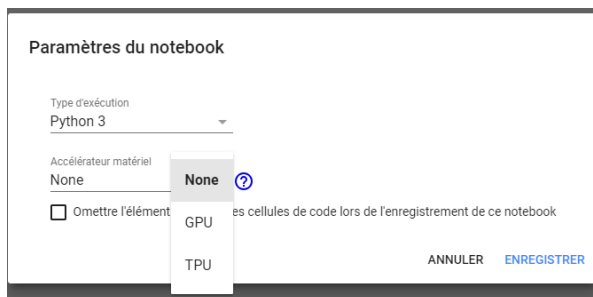 Paramètres du notebook
Type d'exécution
Python 3
Accélérateur matériel
None
None
GPU
TPU
Omettre l'élément es cellules de code lors de l'enregistrement de ce notebook
ANNULER ENREGISTRER